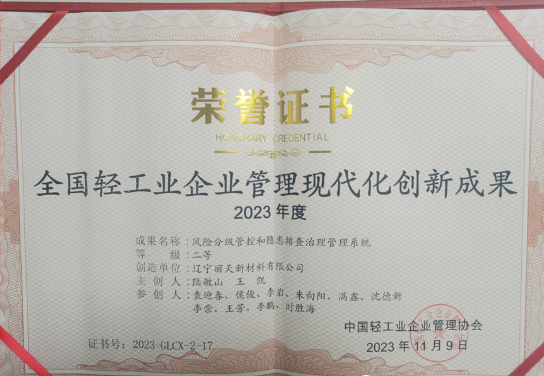 荣誉证书
HONORARY CREDENTIAL
全国轻工业企业管理现代化创新成果
2023年度
成果名称：风险分级管控和隐患排查治理管理系统
等级：二等
创造单位：辽宁丽天新材料有限公司
主创人：陆敏山、王凯
参创人：袁迎春、侯俊、李岩、朱向阳、满鑫、沈德新
李崇、王芳、李鹏、时胜海
中国轻工业企业管理协会
证书号：2023-GLCX-2-17
2023年11月9日